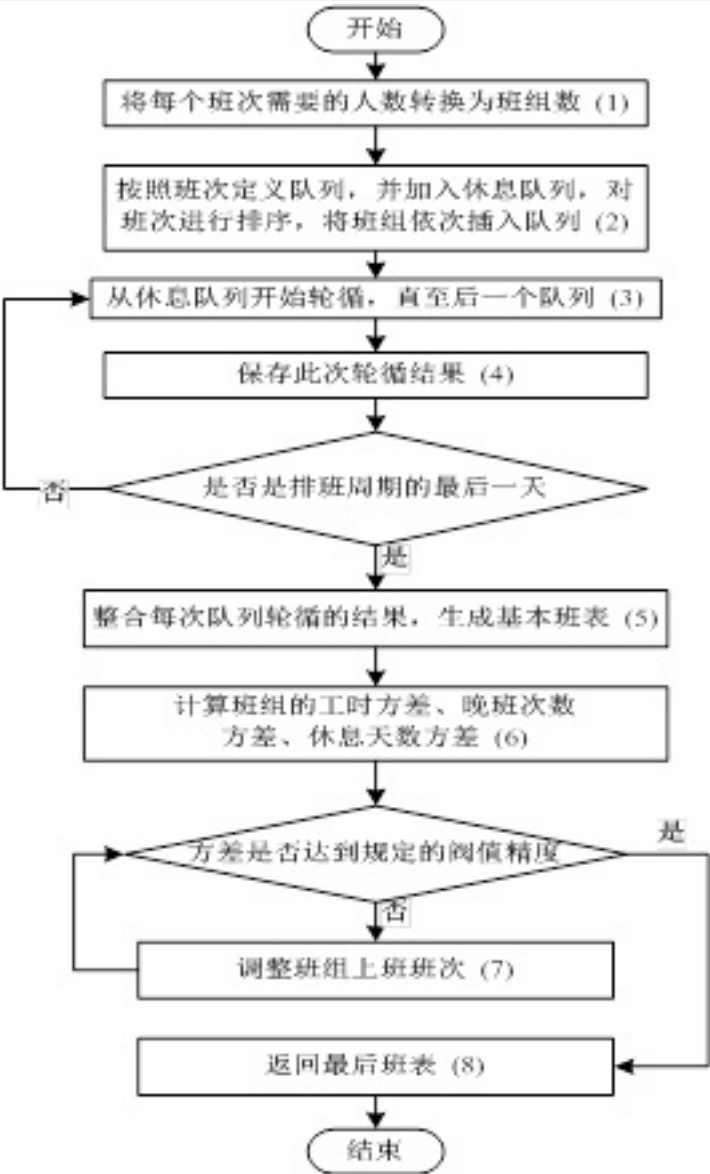 开始
将每个班次需要的人数转换为班组数 (1)
按照班次定义队列，并加入休息队列，对
班次进行排序，将班组依次插入队列 (2)
从休息队列开始轮循，直至后一个队列 (3)
保存此次轮循结果 (4)
是否是排班周期的最后一天
否
是
整合每次队列轮循的结果，生成基本班表 (5)
计算班组的工时方差、晚班次数
方差、休息天数方差 (6)
方差是否达到规定的阀值精度
是
否
调整班组上班班次 (7)
返回最后班表 (8)
结束